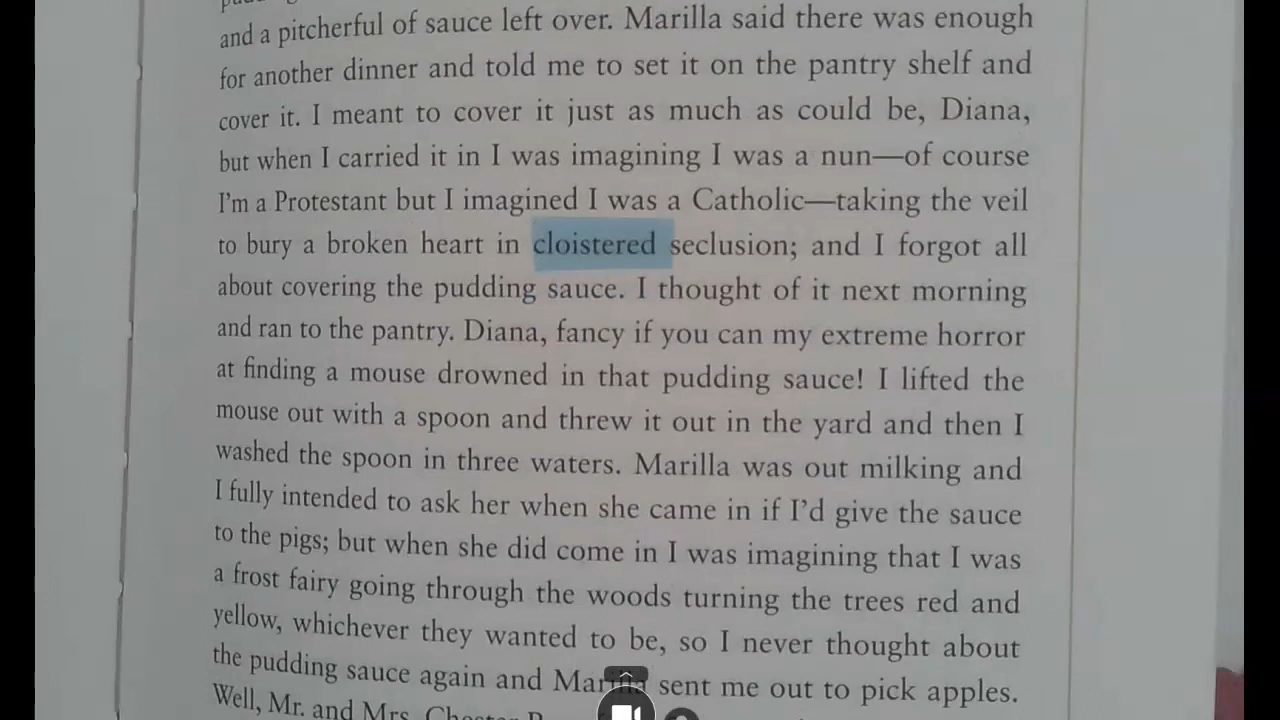 and a pitcherful of sauce left over. Marilla said there was enough
for another dinner and told me to set it on the pantry shelf and
cover it. I meant to cover it just as much as could be, Diana,
but when I carried it in I was imagining I was a nun—of course
I'm a Protestant but I imagined I was a Catholic—taking the veil
to bury a broken heart in cloistered seclusion; and I forgot all
about covering the pudding sauce. I thought of it next morning
and ran to the pantry. Diana, fancy if you can my extreme horror
at finding a mouse drowned in that pudding sauce! I lifted the
mouse out with a spoon and threw it out in the yard and then I
washed the spoon in three waters. Marilla was out milking and
I fully intended to ask her when she came in if I'd give the sauce
to the pigs; but when she did come in I was imagining that I was
a frost fairy going through the woods turning the trees red and
yellow, whichever they wanted to be, so I never thought about
the pudding sauce again and Marilla sent me out to pick apples.
Well, Mr. and Mrs. Chester